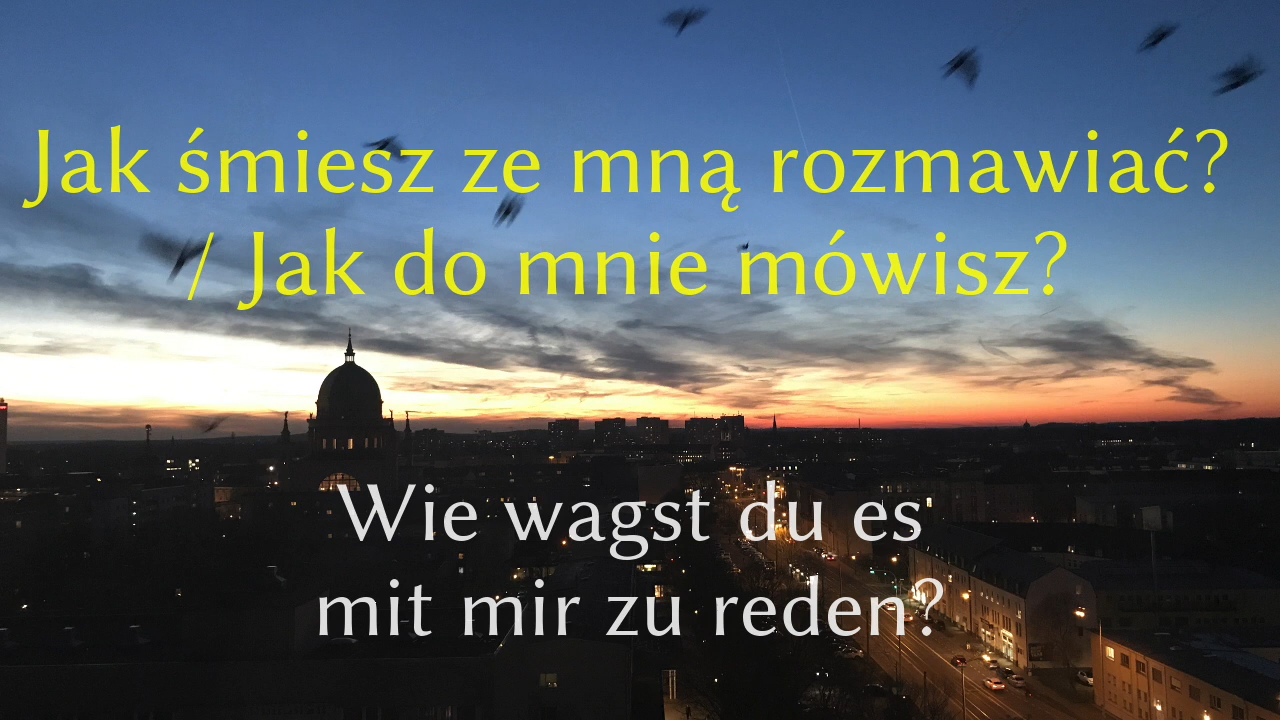 Jak śmiesz ze mną rozmawiać?
/ Jak do mnie mówisz?
Wie wagst du es
mit mir zu reden?